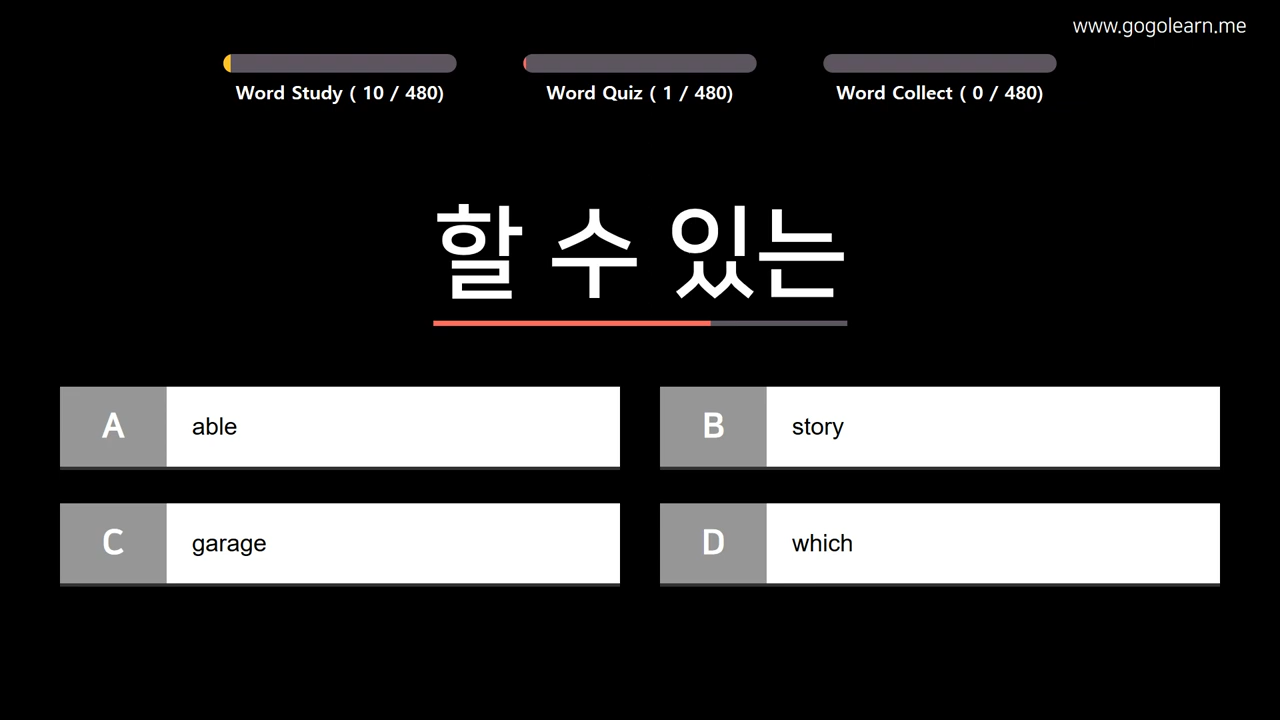 www.gogolearn.me
Word Study ( 10 / 480)
Word Quiz ( 1 / 480)
Word Collect ( 0 / 480)
할 수 있는
A able
B story
C garage
D which